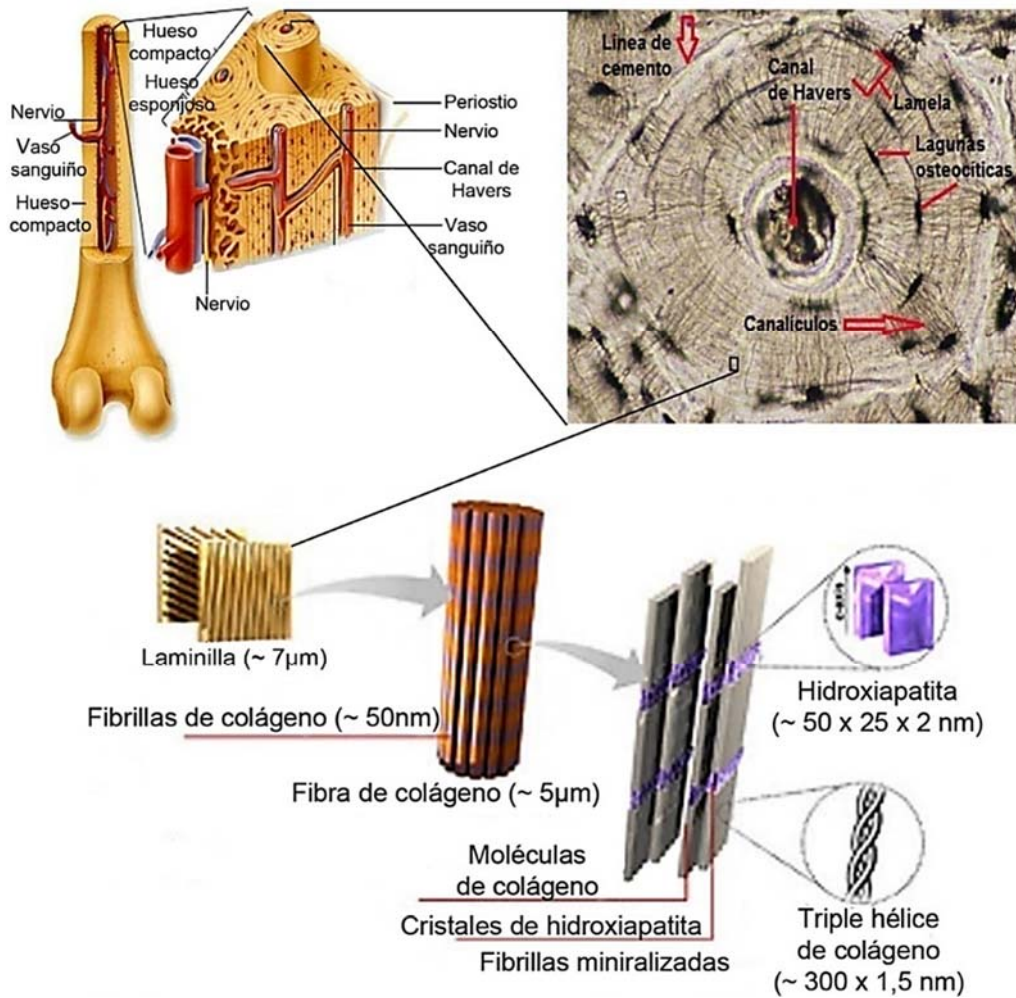 Hueso
compacto
Hueso
esponjoso
Nervio
Vaso
sanguiño
Hueso
compacto
Periostio
Nervio
Canal de
Havers
Vaso
sanguiño
Nervio
Línea de
cemento
Canal
de Havers
Lamela
Lagunas
osteocíticas
Canalículos
Laminilla (~ 7µm)
Fibrillas de colágeno (~ 50nm)
Fibra de colágeno (~ 5µm)
c-axis
Hidroxiapatita
(~ 50 x 25 x 2 nm)
Moléculas
de colágeno
Cristales de hidroxiapatita
Fibrillas miniralizadas
Triple hélice
de colágeno
(~ 300 x 1,5 nm)